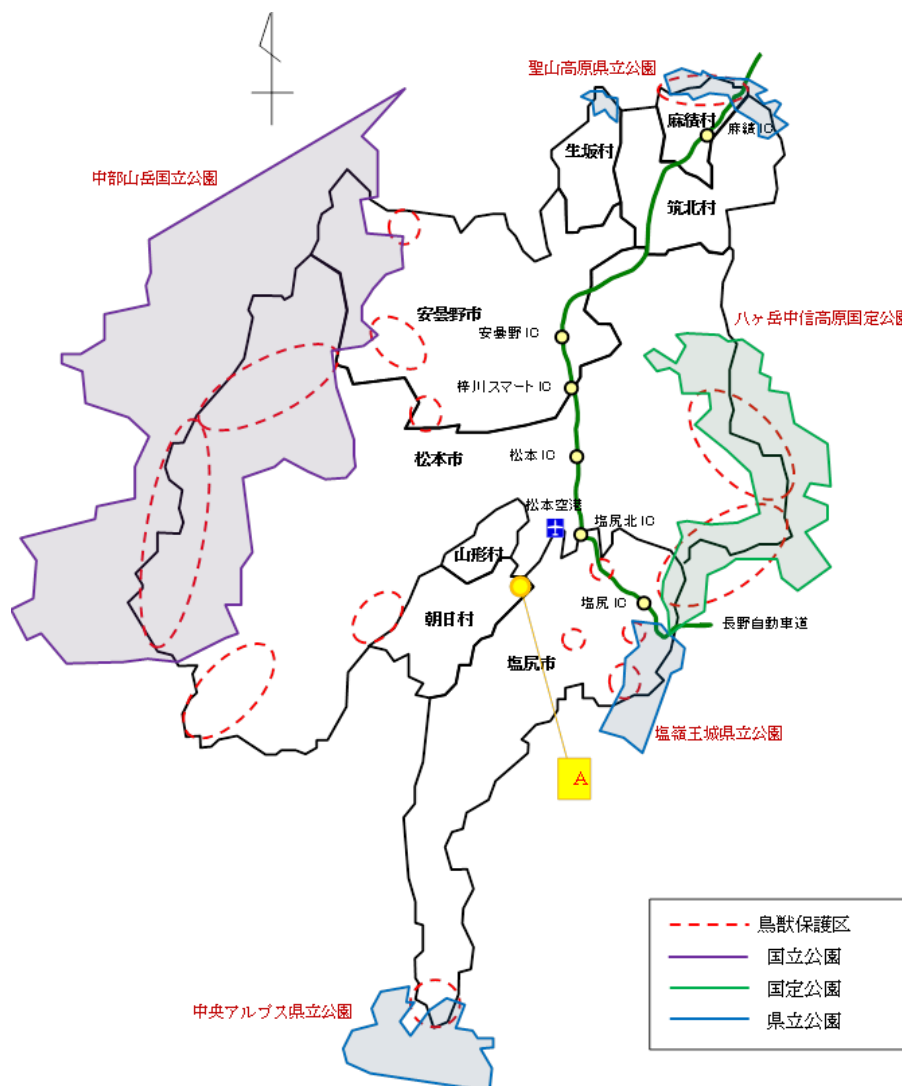 聖山高原県立公園
麻績村
麻績IC
生坂村
中部山岳国立公園
筑北村
安曇野市
八ヶ岳中信高原国定公園
安曇野IC
梓川スマートIC
松本市
松本IC
松本空港
塩尻北IC
山形村
塩尻IC
朝日村
長野自動車道
塩尻市
塩嶺王城県立公園
A
鳥獣保護区
国立公園
国定公園
県立公園
中央アルプス県立公園